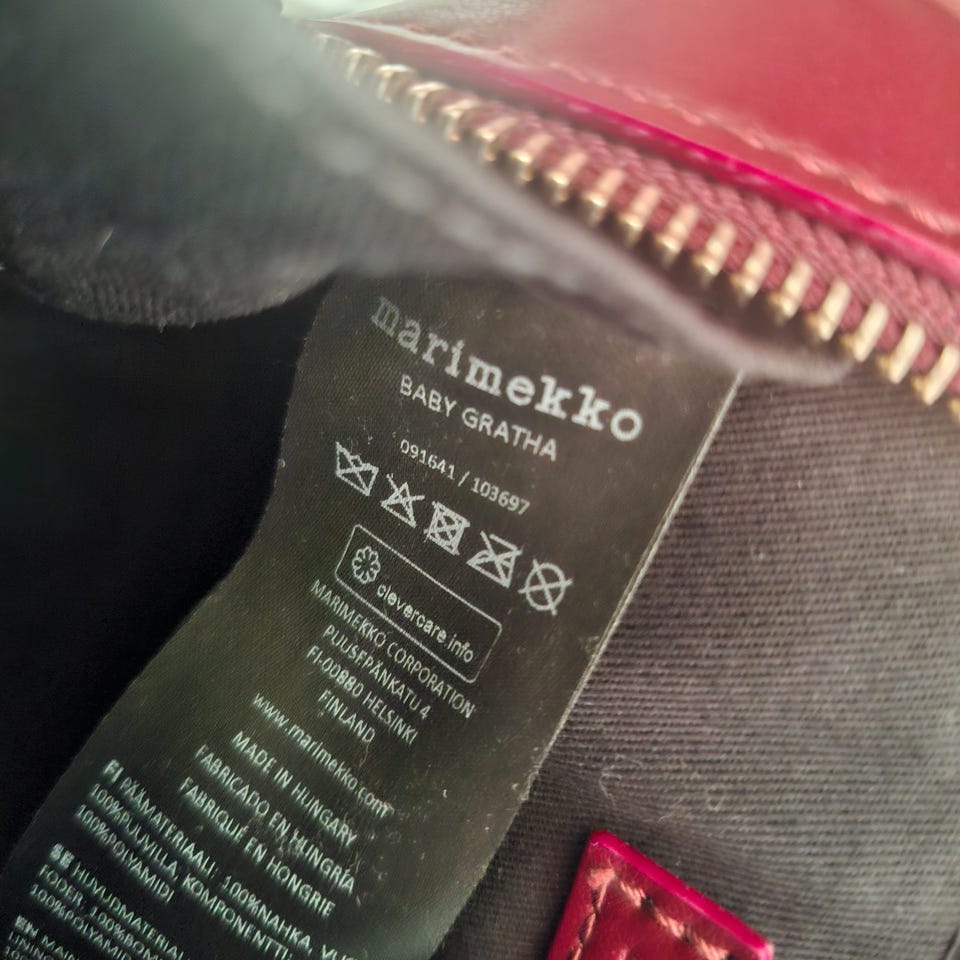 marimekko
BABY GRATHA
091641 / 103697
clevercare.info
MARIMEKKO CORPORATION
PUUSEPÄNKATU 4
FI-00880 HELSINKI
FINLAND
www.marimekko.com
MADE IN HUNGARY
FABRICADO EN HUNGRÍA
FABRIQUÉ EN HONGRIE
FI PÄÄMATERIAALI: 100%NAHKA,
100%PUUVILLA, KOMPONENTTI:
100%POLYAMIDI
SE HUVUDMATERIAL
FODER, 100%BOM
100%POLYAMID
EN MAIN